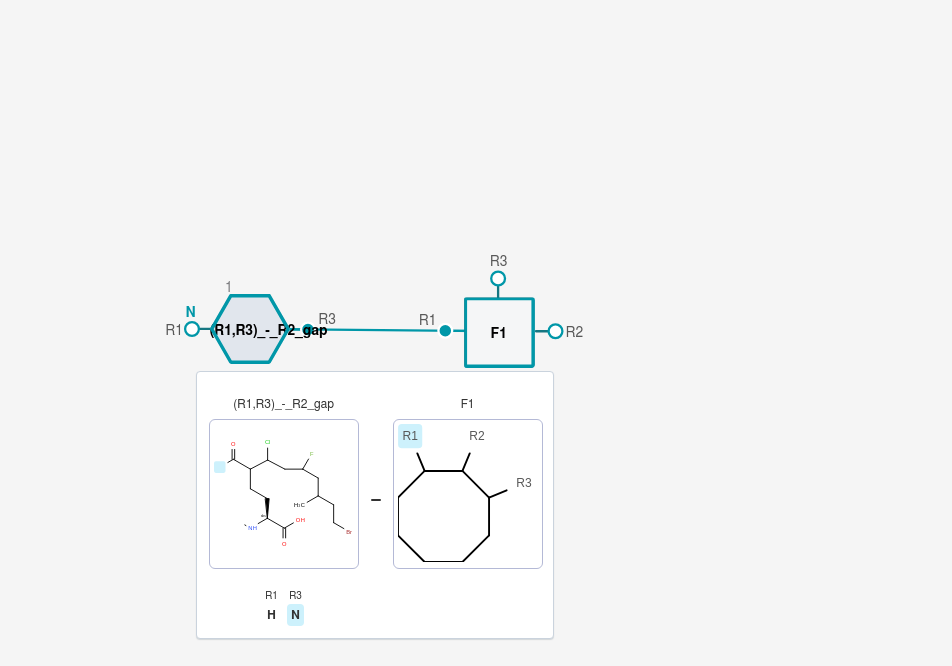 R3
1
N
R1
(R1,R3)_-_R2_gap
R3
R1
F1
R2
(R1,R3)_-_R2_gap
F1
O
Cl
F
H₃C
NH
OH
O
Br
R1
R2
R3
–
R1
R3
H
N